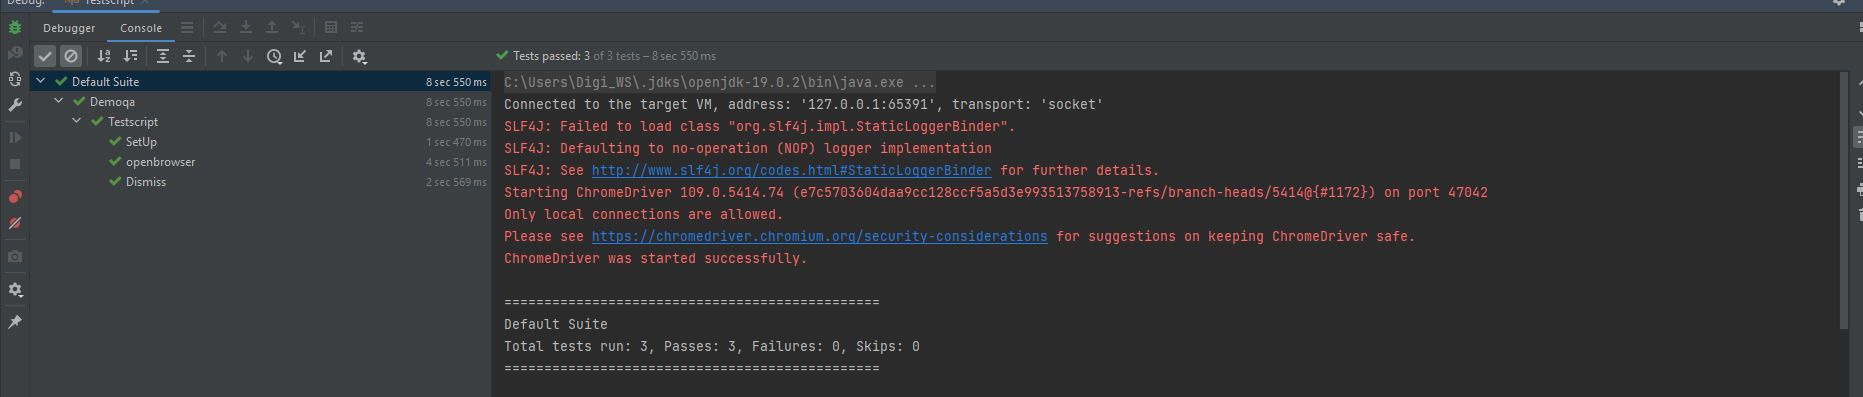 Debug: Testscript
Debugger Console
Tests passed: 3 of 3 tests – 8 sec 550 ms
Default Suite 8 sec 550 ms
Demoqa 8 sec 550 ms
Testscript 8 sec 550 ms
SetUp 1 sec 470 ms
openbrowser 4 sec 511 ms
Dismiss 2 sec 569 ms
C:\Users\Digi_WS\.jdks\openjdk-19.0.2\bin\java.exe ...
Connected to the target VM, address: '127.0.0.1:65391', transport: 'socket'
SLF4J: Failed to load class "org.slf4j.impl.StaticLoggerBinder".
SLF4J: Defaulting to no-operation (NOP) logger implementation
SLF4J: See http://www.slf4j.org/codes.html#StaticLoggerBinder for further details.
Starting ChromeDriver 109.0.5414.74 (e7c5703604daa9cc128ccf5a5d3e993513758913-refs/branch-heads/5414@{#1172}) on port 47042
Only local connections are allowed.
Please see https://chromedriver.chromium.org/security-considerations for suggestions on keeping ChromeDriver safe.
ChromeDriver was started successfully.
===============================================
Default Suite
Total tests run: 3, Passes: 3, Failures: 0, Skips: 0
===============================================